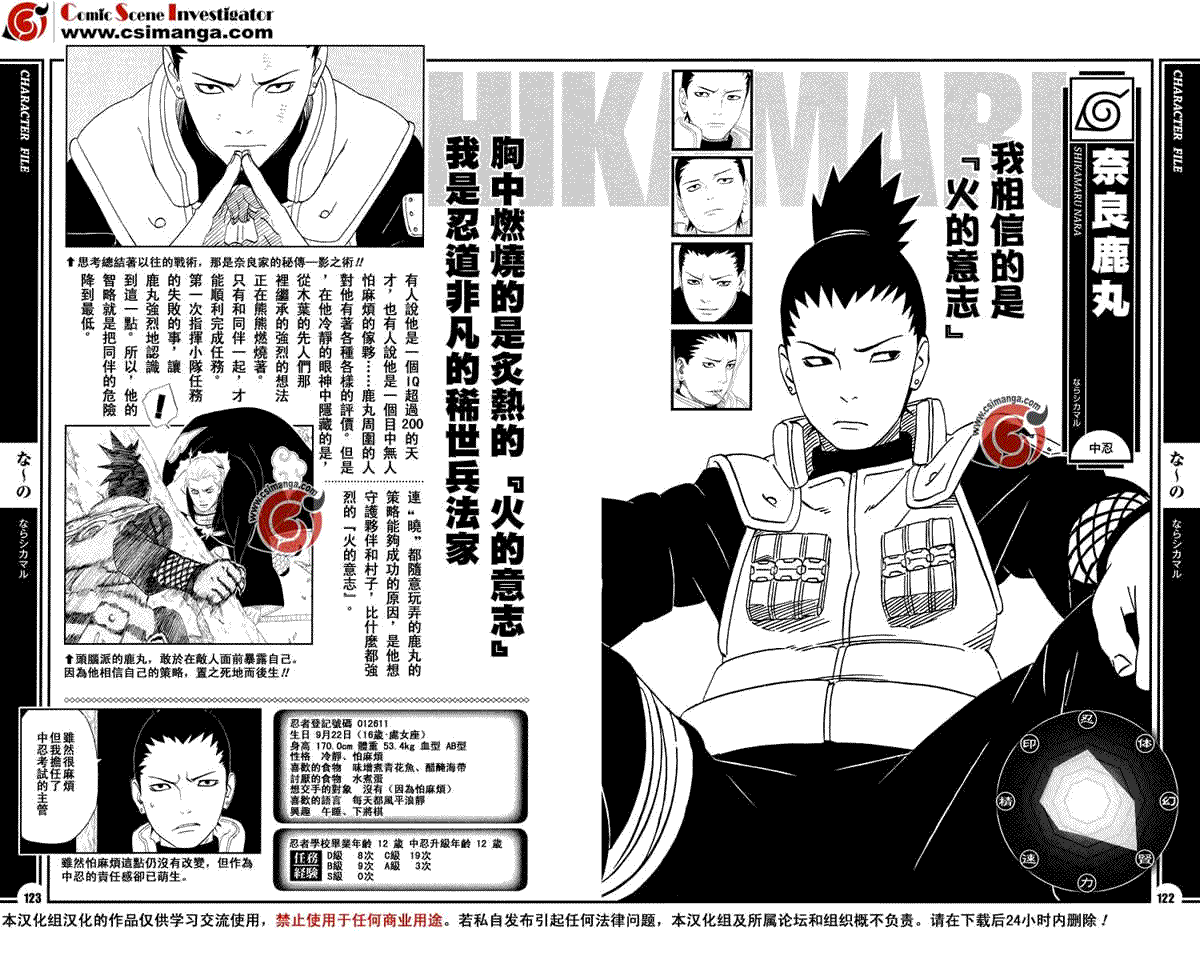 Comic Scene Investigator
www.csimanga.com
SHIKAMARU
CHARACTER FILE
な～の
ならシカマル
122
奈良鹿丸
SHIKAMARU NARA
ならシカマル
中忍
我相信的是
『火的意志』
www.csimanga.com
忍
体
幻
賢
力
速
精
印
CHARACTER FILE
な～の
ならシカマル
123
胸中燃燒的是炙熱的『火的意志』
我是忍道非凡的稀世兵法家
⬆思考總結著以往的戰術，那是奈良家的秘傳—影之術!!
有人說他是一個IQ超過200的天
才，也有人說他是一個目中無人
怕麻煩的傢夥……鹿丸周圍的人
對他有著各種各樣的評價。但是
，在他冷靜的眼神中隱藏的是，
從木葉的先人們那
裡繼承的強烈的想法
正在熊熊燃燒著。
只有和同伴一起，才
能順利完成任務。
第一次指揮小隊任務
的失敗的事，讓
鹿丸強烈地認識
到這一點。所以，他的
智略就是把同伴的危險
降到最低。
連“曉”都隨意玩弄的鹿丸的
策略能夠成功的原因，是他想
守護夥伴和村子，比什麼都強
烈的『火的意志』。
!
www.csimanga.com
⬆頭腦派的鹿丸，敢於在敵人面前暴露自己。
因為他相信自己的策略，置之死地而後生!!
雖然很麻煩
但我擔任了
中忍考試的主管
雖然怕麻煩這點仍沒有改變，但作為
中忍的責任感卻已萌生。
忍者登記號碼 012611
生日 9月22日（16歲·處女座）
身高 170.0cm 體重 53.4kg 血型 AB型
性格 冷靜、怕麻煩
喜歡的食物 味增煮青花魚、醋醃海帶
討厭的食物 水煮蛋
想交手的對象 沒有（因為怕麻煩）
喜歡的語言 每天都風平浪靜
興趣 午睡、下將棋
忍者學校畢業年齡 12 歲 中忍升級年齡 12 歲
任務經驗
D級 8次 C級 19次
B級 9次 A級 3次
S級 0次
本汉化组汉化的作品仅供学习交流使用，禁止使用于任何商业用途。若私自发布引起任何法律问题，本汉化组及所属论坛和组织概不负责。请在下载后24小时内删除！